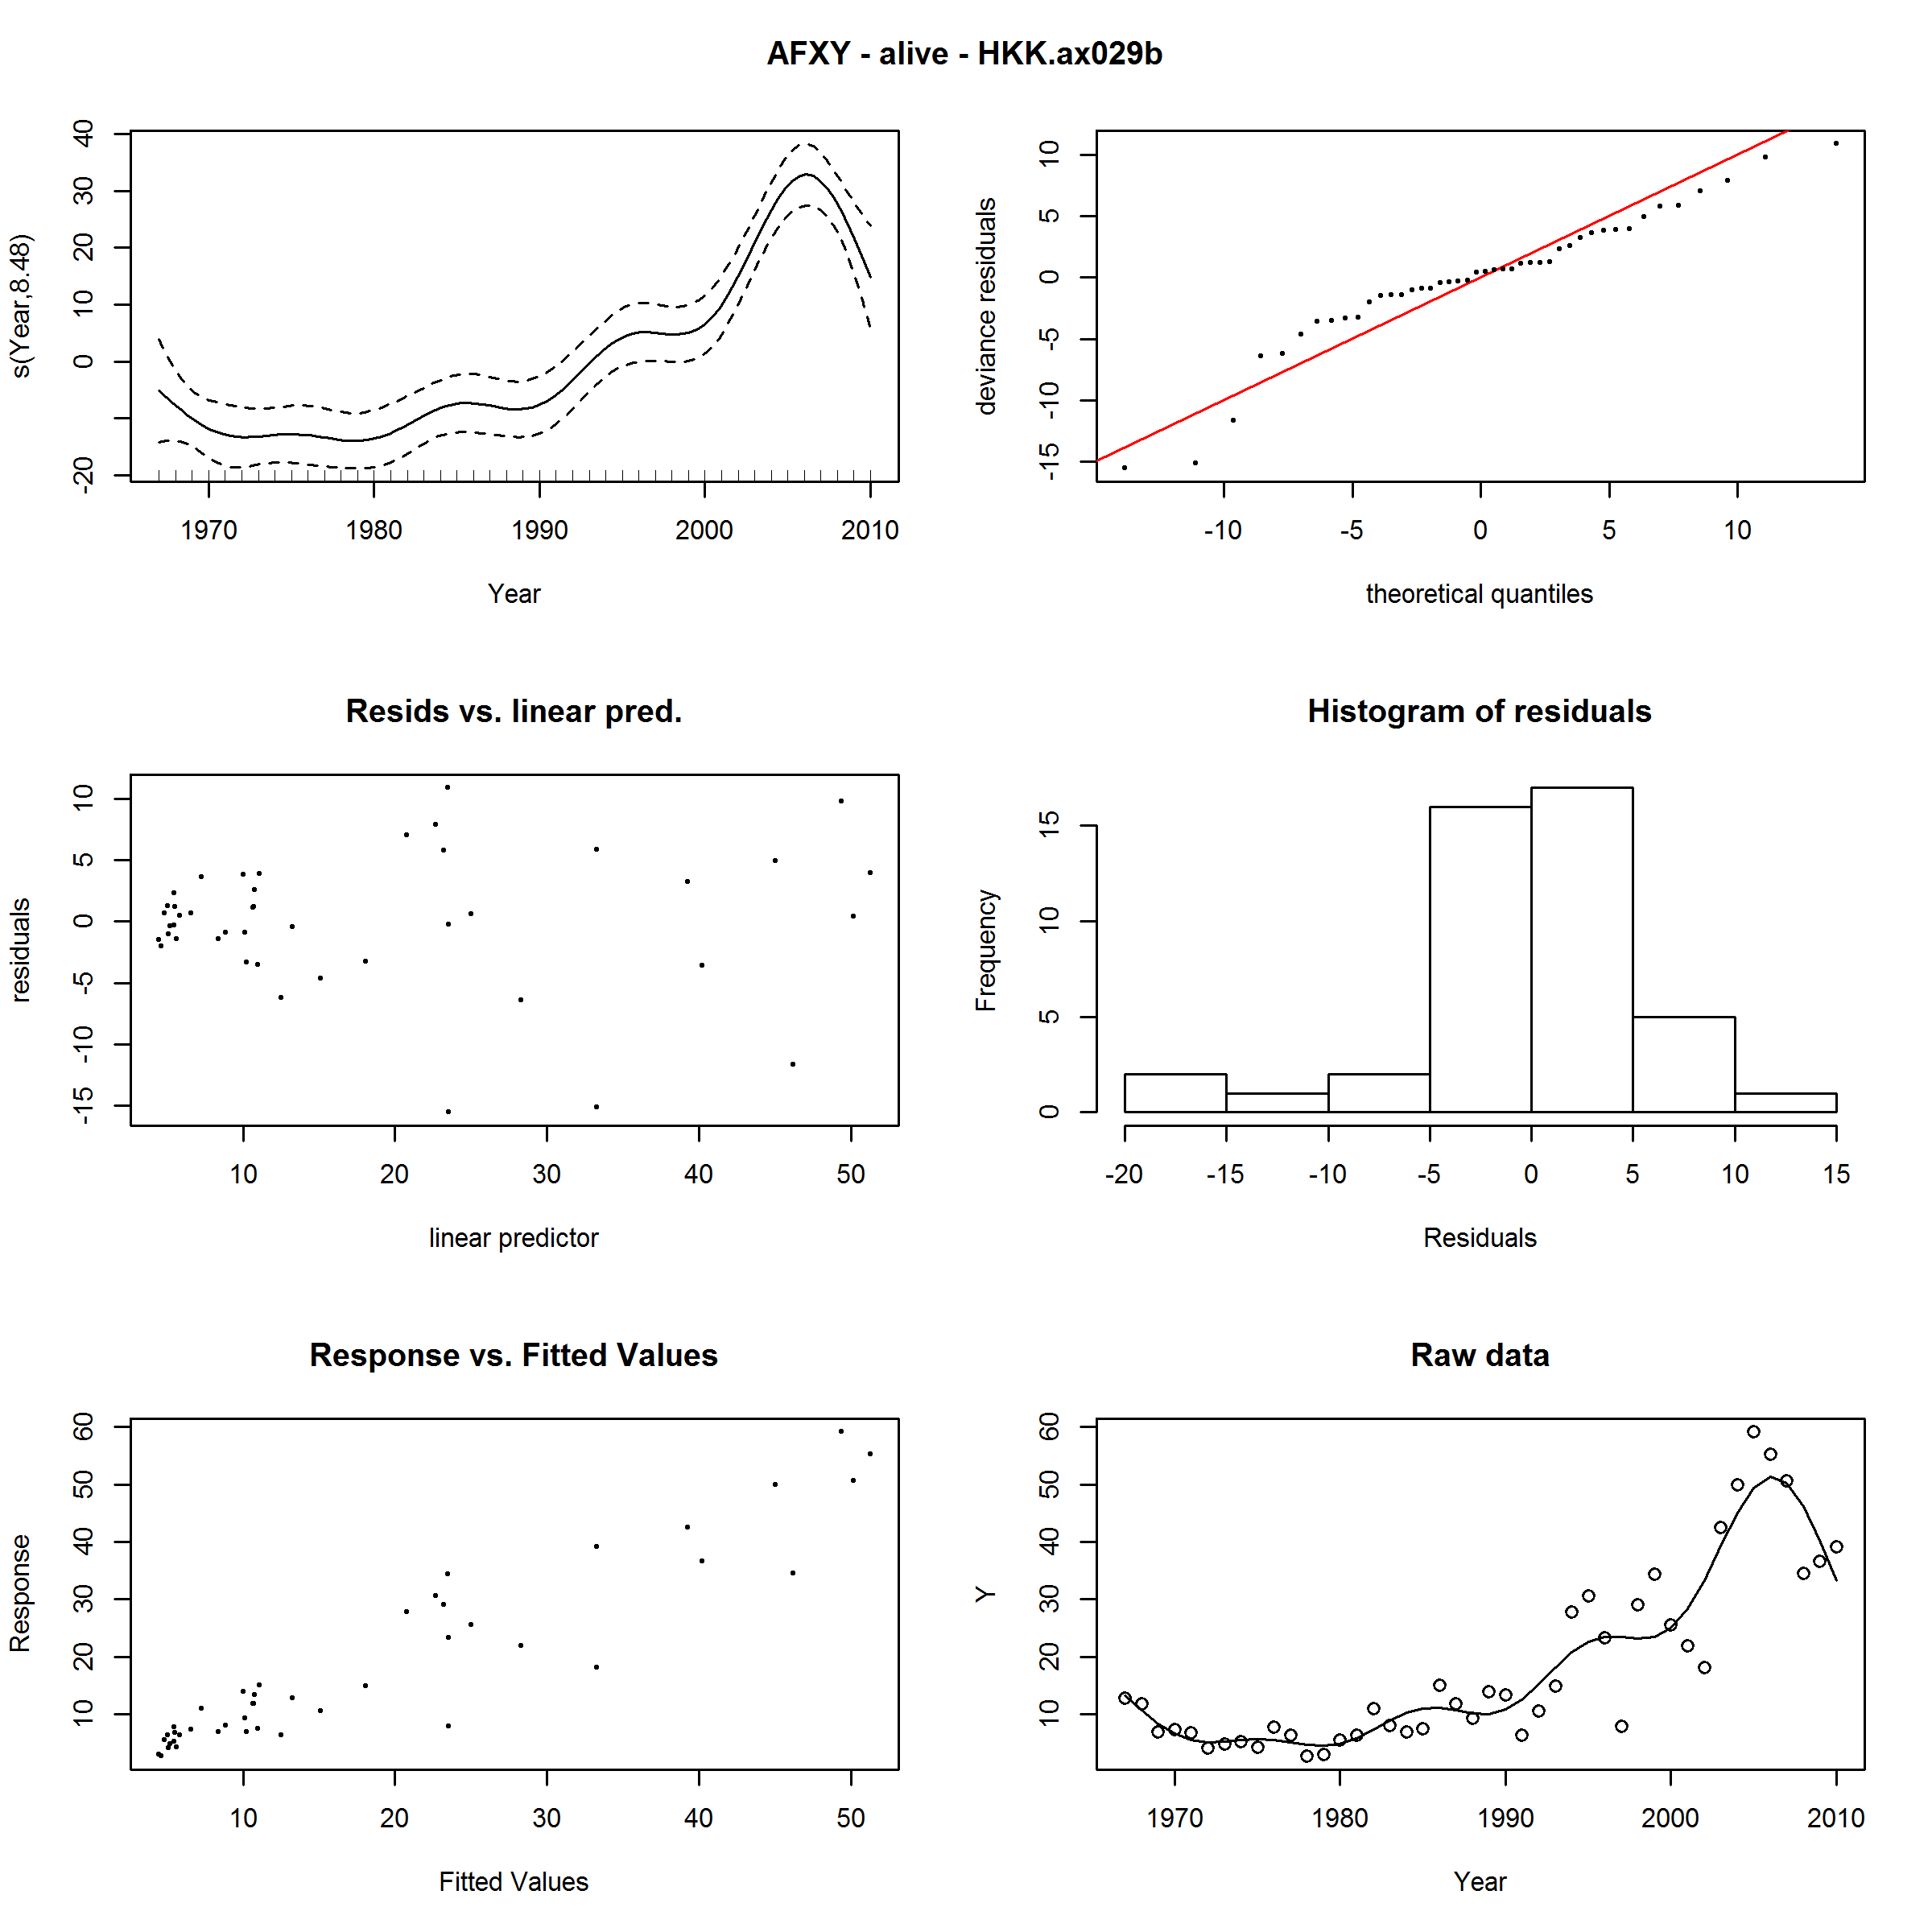 AFXY - alive - HKK.ax029b
s(Year,8.48)
-20 0 10 20 30 40
1970 1980 1990 2000 2010
Year
deviance residuals
-15 -10 -5 0 5 10
-10 -5 0 5 10
theoretical quantiles
Resids vs. linear pred.
residuals
-15 -10 -5 0 5 10
10 20 30 40 50
linear predictor
Histogram of residuals
Frequency
0 5 10 15
-20 -15 -10 -5 0 5 10 15
Residuals
Response vs. Fitted Values
Response
10 20 30 40 50 60
10 20 30 40 50
Fitted Values
Raw data
Y
10 20 30 40 50 60
1970 1980 1990 2000 2010
Year